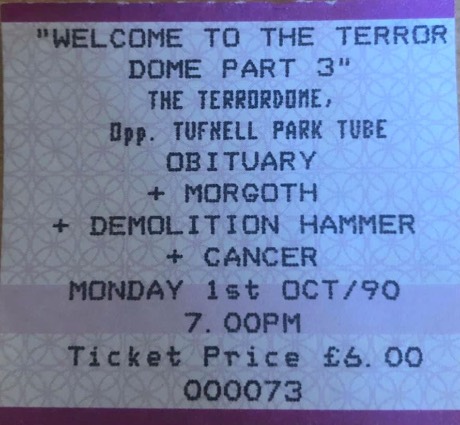 "WELCOME TO THE TERROR
DOME PART 3"
THE TERRORDOME,
Opp. TUFNELL PARK TUBE
OBITUARY
+ MORGOTH
+ DEMOLITION HAMMER
+ CANCER
MONDAY 1st OCT/90
7.00PM
Ticket Price £6.00
000073